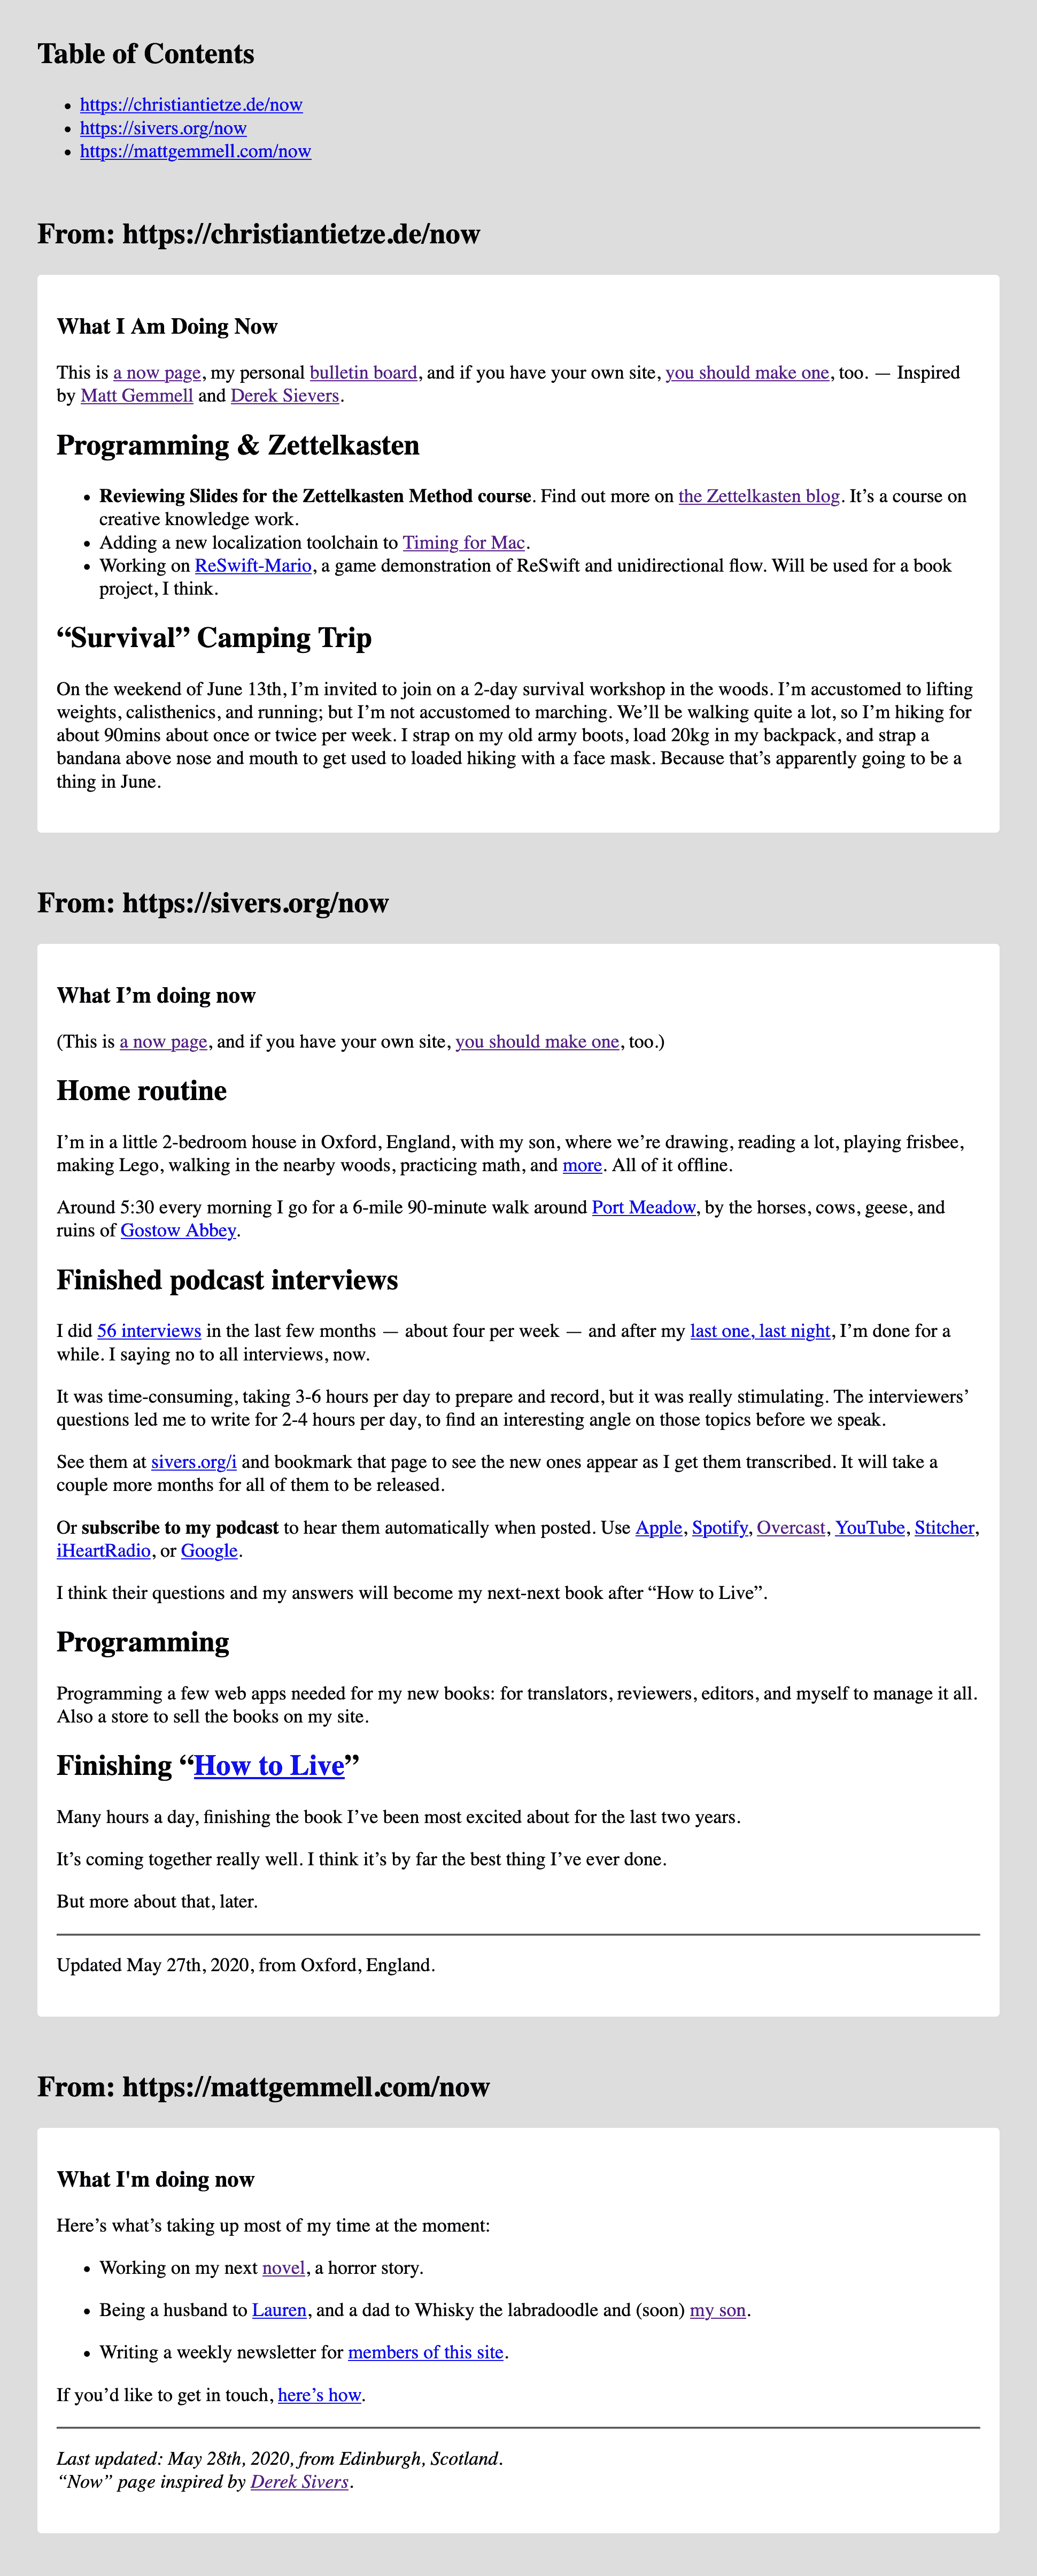 Table of Contents
• https://christiantietze.de/now
• https://sivers.org/now
• https://mattgemmell.com/now
From: https://christiantietze.de/now
What I Am Doing Now
This is a now page, my personal bulletin board, and if you have your own site, you should make one, too. — Inspired
by Matt Gemmell and Derek Sievers.
Programming & Zettelkasten
• Reviewing Slides for the Zettelkasten Method course. Find out more on the Zettelkasten blog. It’s a course on
creative knowledge work.
• Adding a new localization toolchain to Timing for Mac.
• Working on ReSwift-Mario, a game demonstration of ReSwift and unidirectional flow. Will be used for a book
project, I think.
“Survival” Camping Trip
On the weekend of June 13th, I’m invited to join on a 2-day survival workshop in the woods. I’m accustomed to lifting
weights, calisthenics, and running; but I’m not accustomed to marching. We’ll be walking quite a lot, so I’m hiking for
about 90mins about once or twice per week. I strap on my old army boots, load 20kg in my backpack, and strap a
bandana above nose and mouth to get used to loaded hiking with a face mask. Because that’s apparently going to be a
thing in June.
From: https://sivers.org/now
What I’m doing now
(This is a now page, and if you have your own site, you should make one, too.)
Home routine
I’m in a little 2-bedroom house in Oxford, England, with my son, where we’re drawing, reading a lot, playing frisbee,
making Lego, walking in the nearby woods, practicing math, and more. All of it offline.
Around 5:30 every morning I go for a 6-mile 90-minute walk around Port Meadow, by the horses, cows, geese, and
ruins of Gostow Abbey.
Finished podcast interviews
I did 56 interviews in the last few months — about four per week — and after my last one, last night, I’m done for a
while. I saying no to all interviews, now.
It was time-consuming, taking 3-6 hours per day to prepare and record, but it was really stimulating. The interviewers’
questions led me to write for 2-4 hours per day, to find an interesting angle on those topics before we speak.
See them at sivers.org/i and bookmark that page to see the new ones appear as I get them transcribed. It will take a
couple more months for all of them to be released.
Or subscribe to my podcast to hear them automatically when posted. Use Apple, Spotify, Overcast, YouTube, Stitcher,
iHeartRadio, or Google.
I think their questions and my answers will become my next-next book after “How to Live”.
Programming
Programming a few web apps needed for my new books: for translators, reviewers, editors, and myself to manage it all.
Also a store to sell the books on my site.
Finishing “How to Live”
Many hours a day, finishing the book I’ve been most excited about for the last two years.
It’s coming together really well. I think it’s by far the best thing I’ve ever done.
But more about that, later.
Updated May 27th, 2020, from Oxford, England.
From: https://mattgemmell.com/now
What I'm doing now
Here’s what’s taking up most of my time at the moment:
• Working on my next novel, a horror story.
• Being a husband to Lauren, and a dad to Whisky the labradoodle and (soon) my son.
• Writing a weekly newsletter for members of this site.
If you’d like to get in touch, here’s how.
Last updated: May 28th, 2020, from Edinburgh, Scotland.
“Now” page inspired by Derek Sivers.